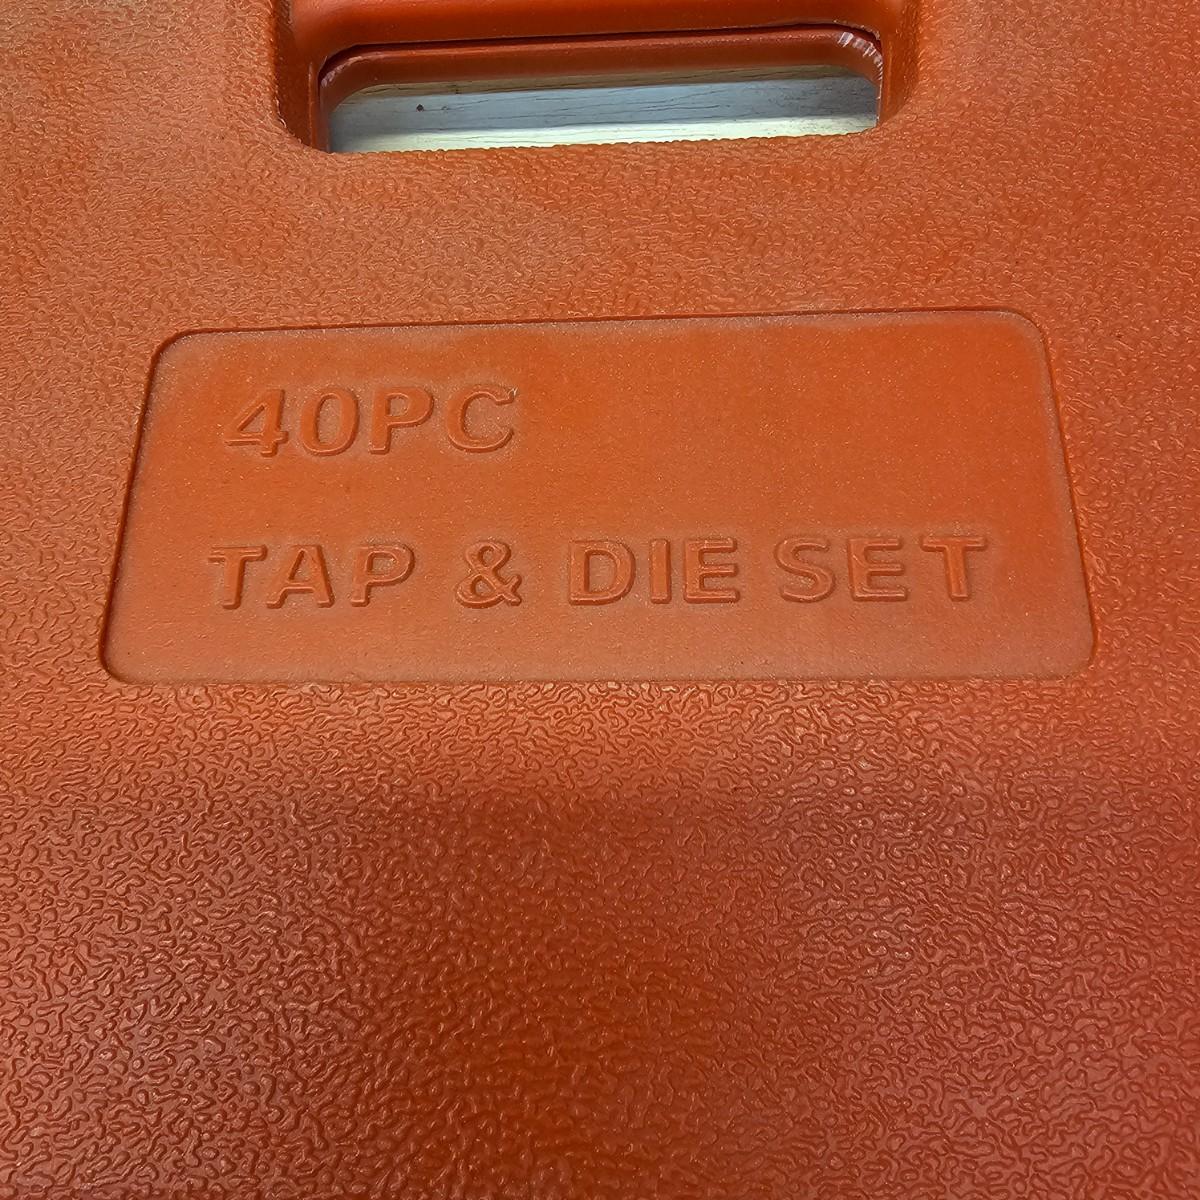 40PC
TAP & DIE SET